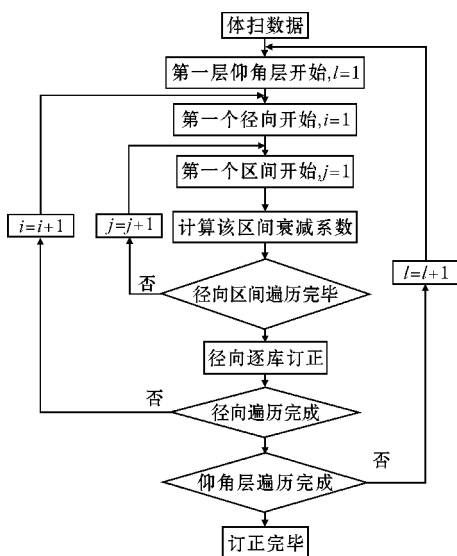 体扫数据
第一层仰角层开始,l=1
第一个径向开始,i=1
第一个区间开始,j=1
i=i+1
j=j+1
计算该区间衰减系数
l=l+1
否
径向区间遍历完毕
径向逐库订正
否
径向遍历完成
否
仰角层遍历完成
订正完毕